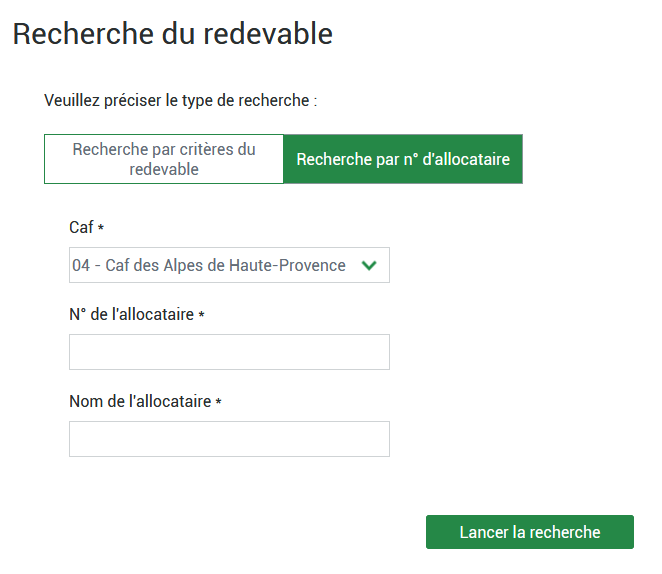 Recherche du redevable
Veuillez préciser le type de recherche :
Recherche par critères du
redevable
Recherche par n° d'allocataire
Caf *
04 - Caf des Alpes de Haute-Provence
N° de l'allocataire *
Nom de l'allocataire *
Lancer la recherche